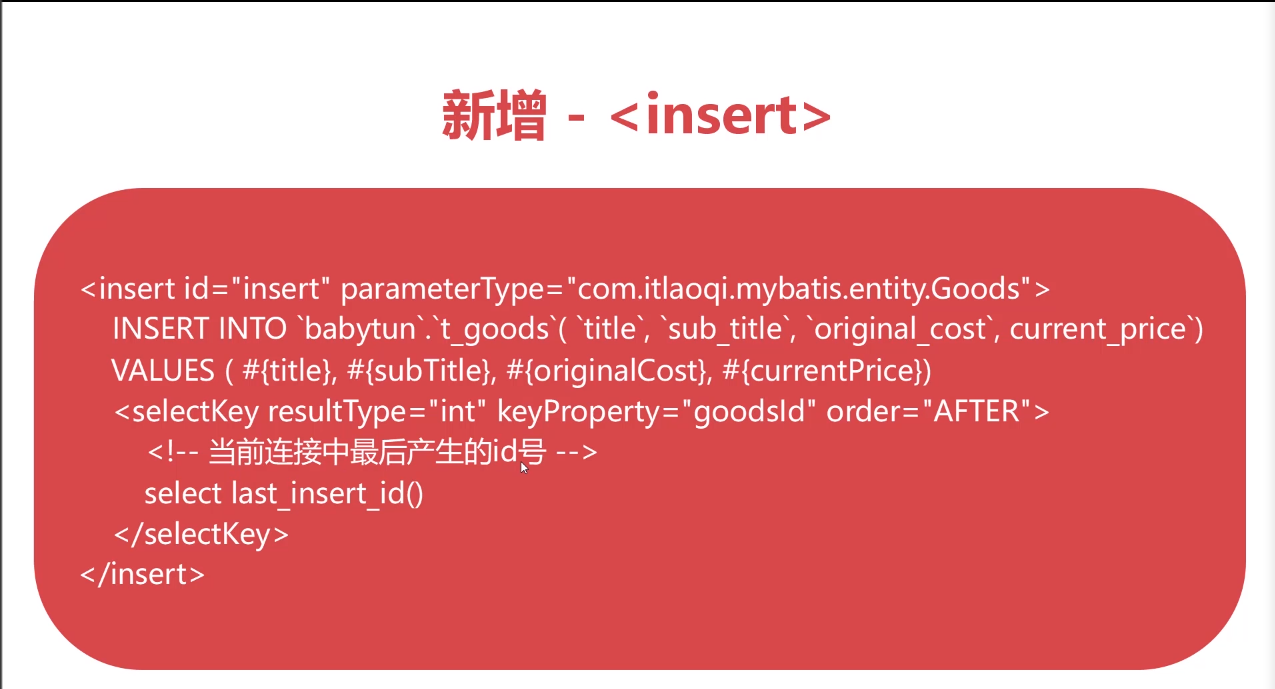 新增 - <insert>
<insert id="insert" parameterType="com.itlaoqi.mybatis.entity.Goods">
INSERT INTO `babytun`.`t_goods`( `title`, `sub_title`, `original_cost`, current_price`)
VALUES ( #{title}, #{subTitle}, #{originalCost}, #{currentPrice})
<selectKey resultType="int" keyProperty="goodsId" order="AFTER">
<!-- 当前连接中最后产生的id号 -->
select last_insert_id()
</selectKey>
</insert>